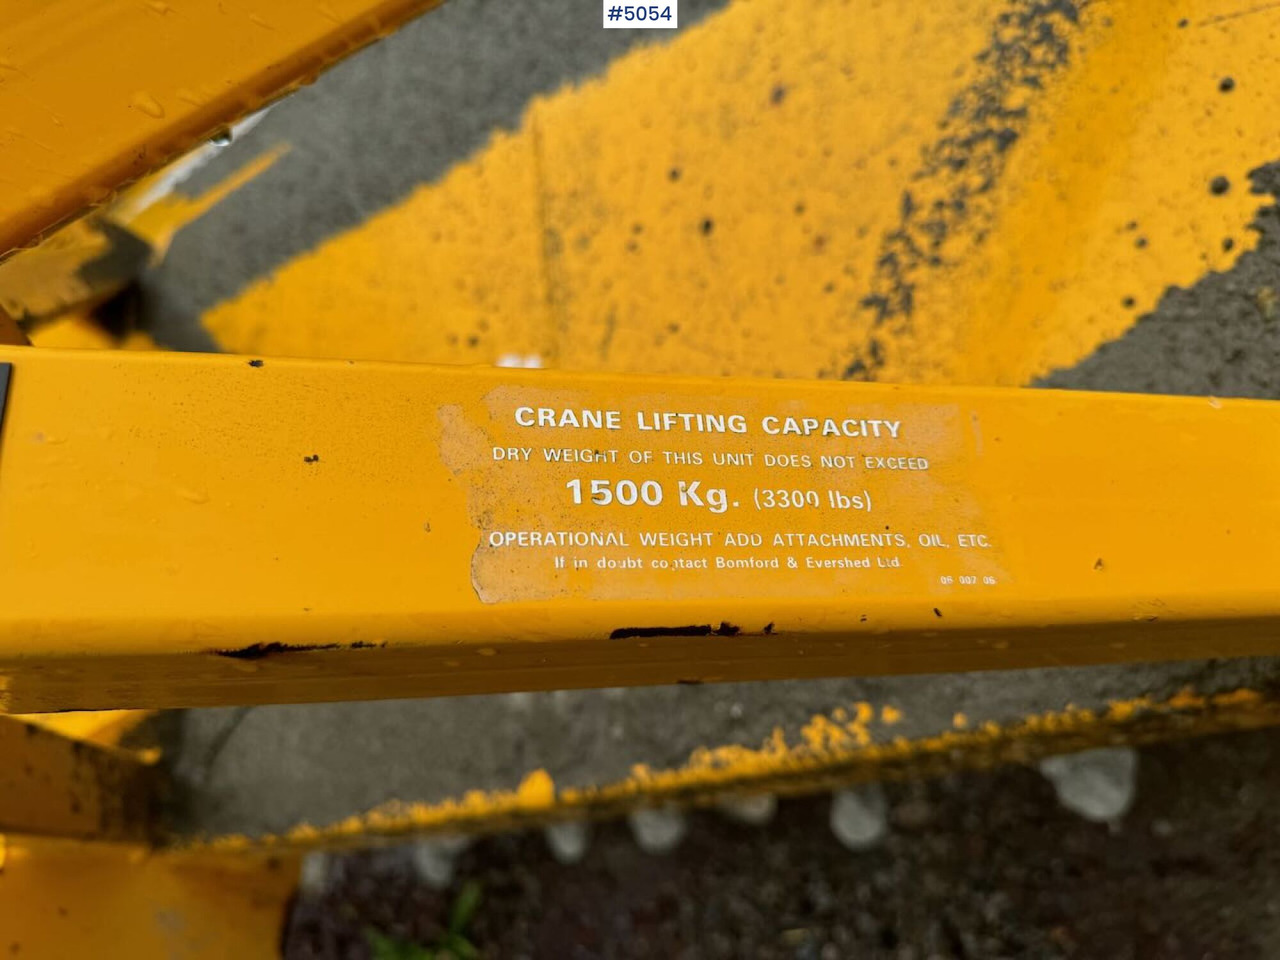 #5054
CRANE LIFTING CAPACITY
DRY WEIGHT OF THIS UNIT DOES NOT EXCEED
1500 Kg. (3300 lbs)
OPERATIONAL WEIGHT ADD ATTACHMENTS, OIL, ETC.
If in doubt contact Bomford & Evershed Ltd
06 007 06